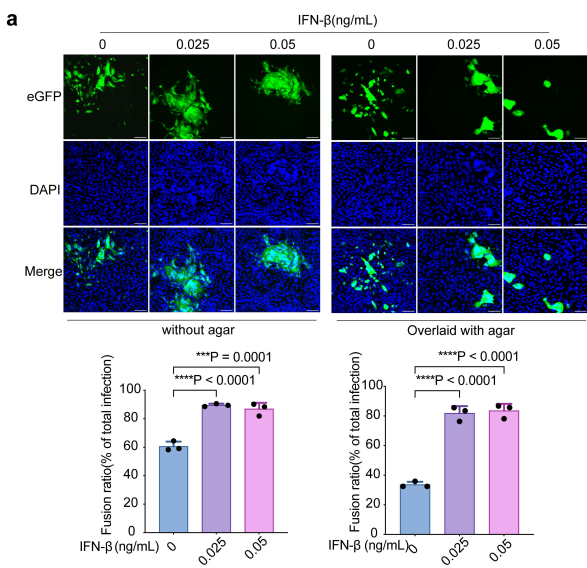 a
IFN-β(ng/mL)
0 0.025 0.05 0 0.025 0.05
eGFP
DAPI
Merge
without agar Overlaid with agar
***P = 0.0001
****P < 0.0001
Fusion ratio(% of total infection)
100
80
60
40
20
0
IFN-β(ng/mL)
0 0.025 0.05
****P < 0.0001
****P < 0.0001
Fusion ratio(% of total infection)
100
80
60
40
20
0
IFN-β(ng/mL)
0 0.025 0.05